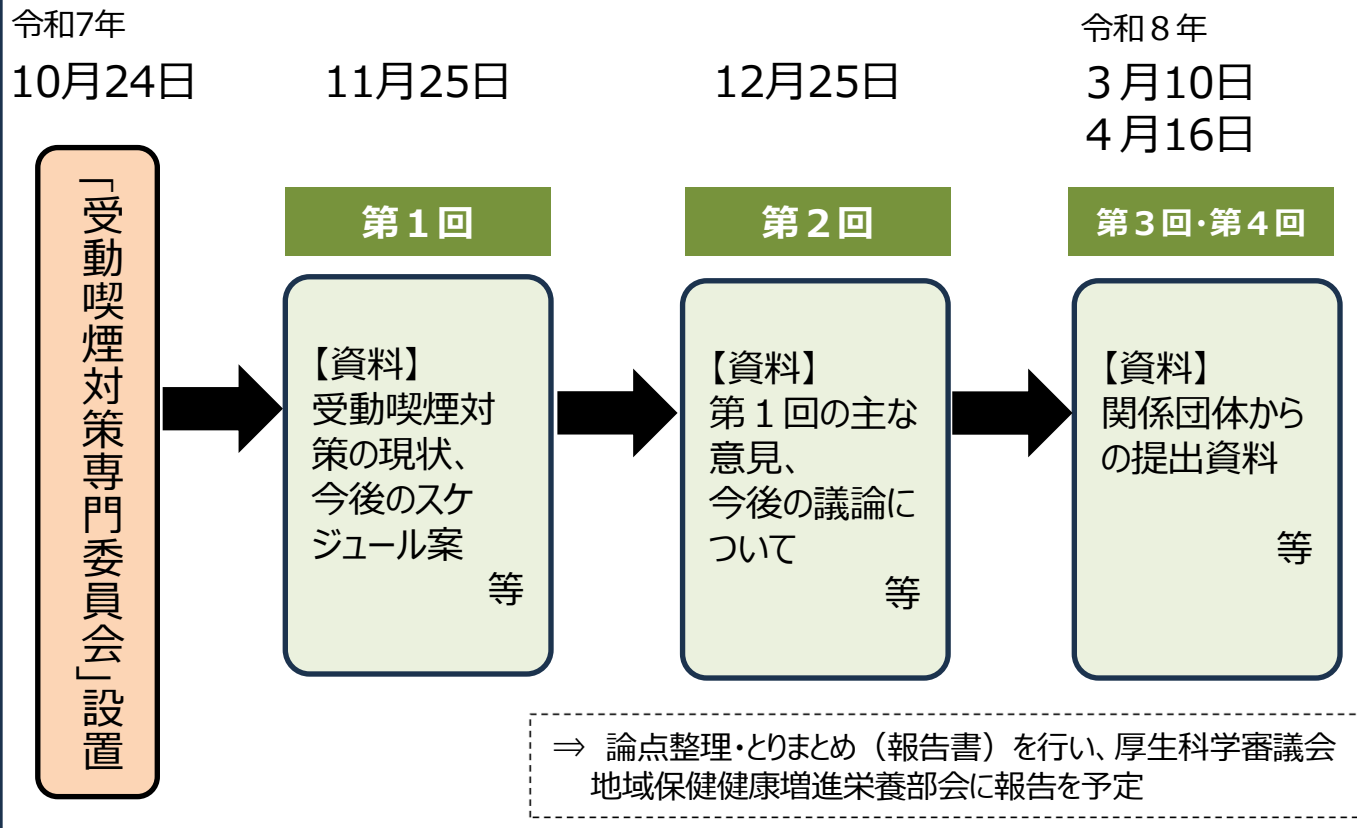 令和7年
10月24日
「受動喫煙対策専門委員会」設置
11月25日
第1回
【資料】
受動喫煙対
策の現状、
今後のスケ
ジュール案
等
12月25日
第2回
【資料】
第1回の主な
意見、
今後の議論に
ついて
等
令和8年
3月10日
4月16日
第3回・第4回
【資料】
関係団体から
の提出資料
等
⇒ 論点整理・とりまとめ（報告書）を行い、厚生科学審議会
地域保健健康増進栄養部会に報告を予定